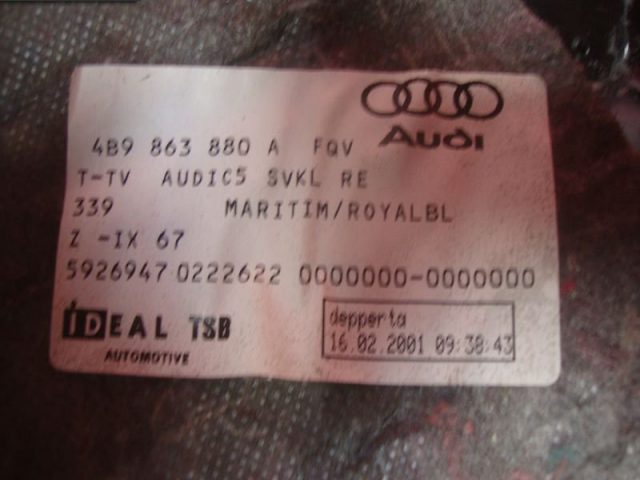 Audi
4B9 863 880 A FQV
T-TV AUDIC5 SVKL RE
339 MARITIM/ROYALBL
Z -IX 67
5926947 0222622 0000000-0000000
IDEAL TSB
AUTOMOTIVE
depperta
16.02.2001 09:38:43